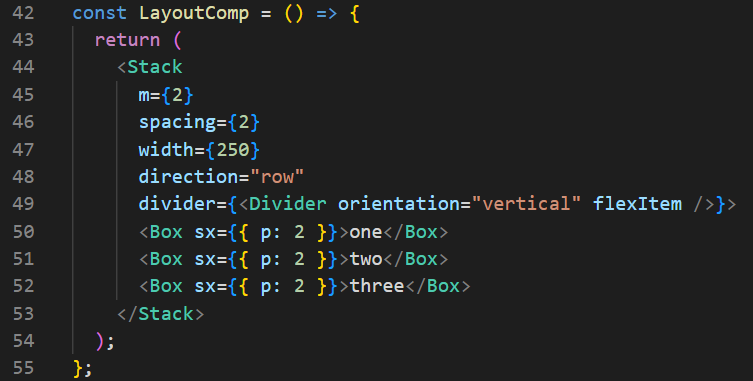 42 const LayoutComp = () => {
43   return (
44     <Stack
45       m={2}
46       spacing={2}
47       width={250}
48       direction="row"
49       divider={<Divider orientation="vertical" flexItem />}>
50       <Box sx={{ p: 2 }}>one</Box>
51       <Box sx={{ p: 2 }}>two</Box>
52       <Box sx={{ p: 2 }}>three</Box>
53     </Stack>
54   );
55 };